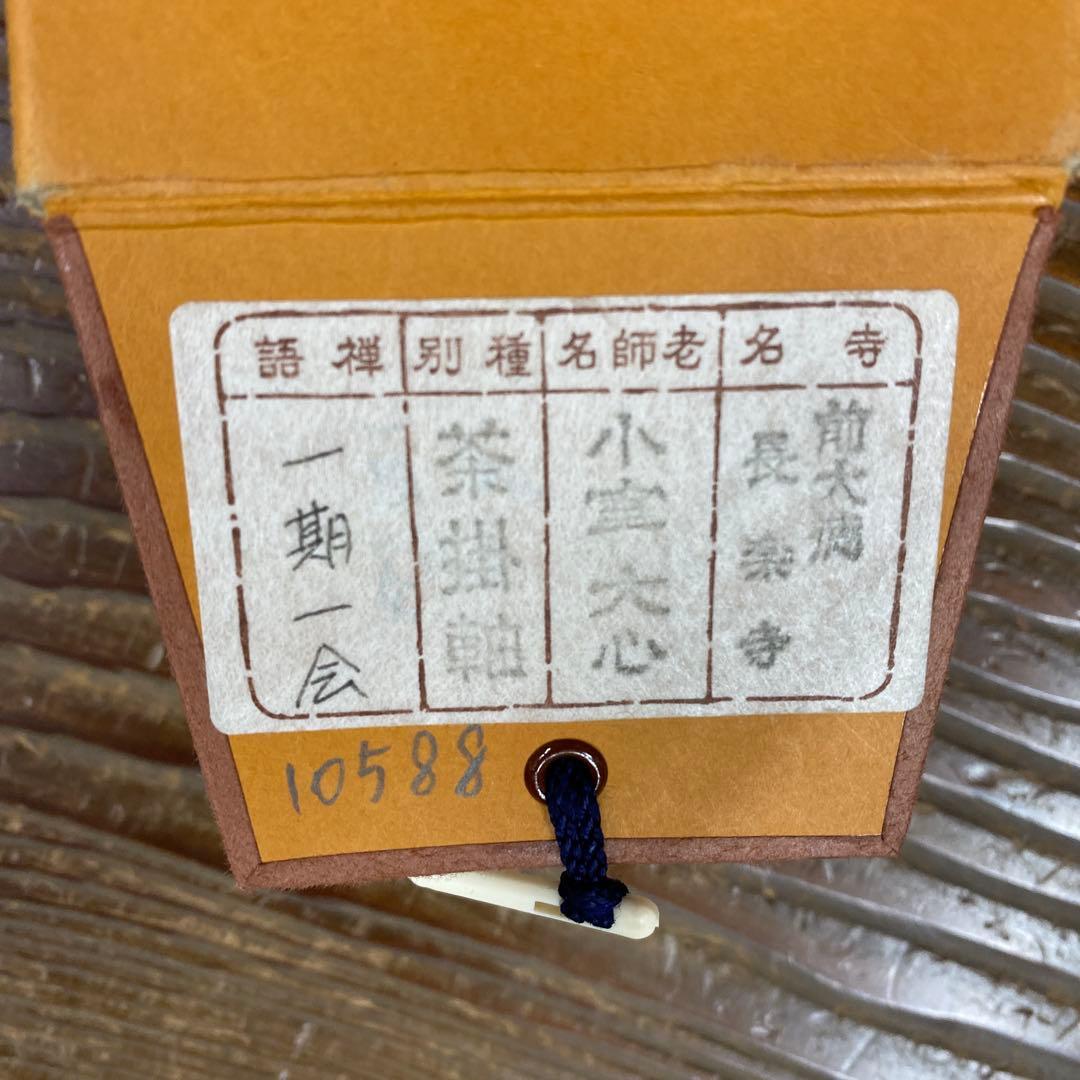 寺名
前大徳
長楽寺
老師名
小室大心
種別
茶掛軸
禅語
一期一会
10588